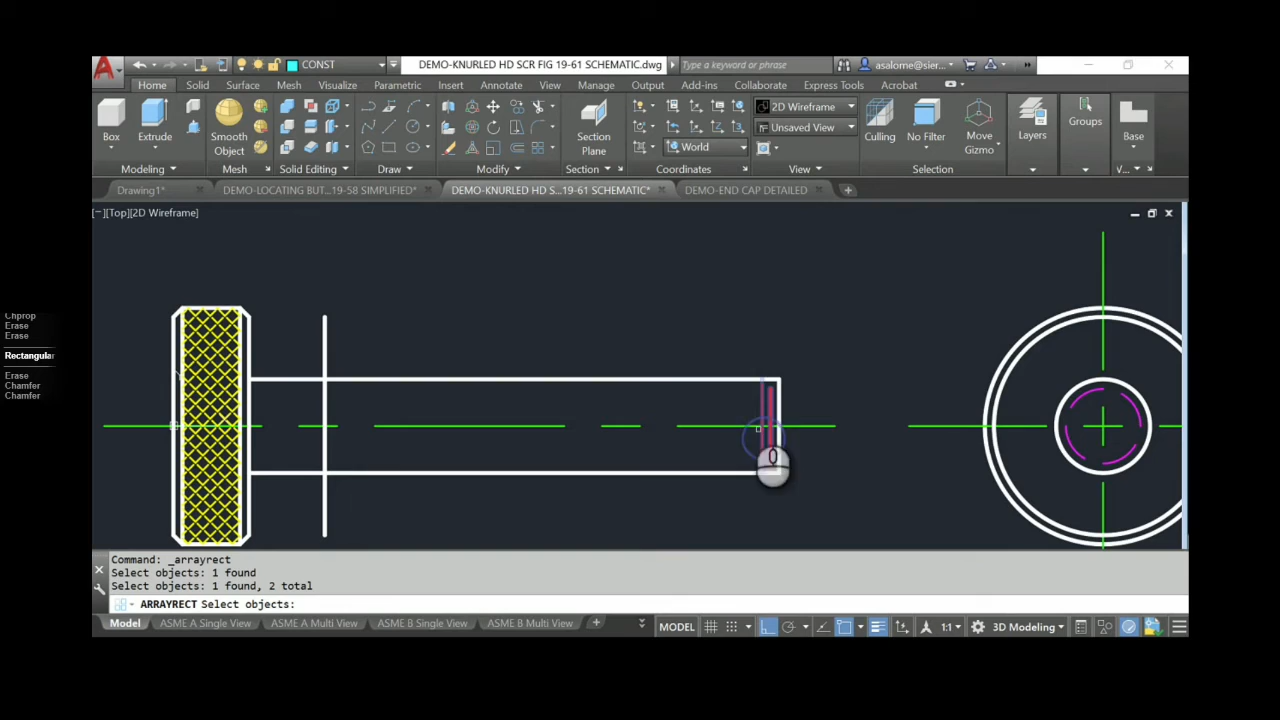 CONST
DEMO-KNURLED HD SCR FIG 19-61 SCHEMATIC.dwg
Type a keyword or phrase
asalome@sier...
Home Solid Surface Mesh Visualize Parametric Insert Annotate View Manage Output Add-ins Collaborate Express Tools Acrobat
Box Extrude Smooth Object Section Plane 2D Wireframe Unsaved View World Culling No Filter Move Gizmo Layers Groups Base
Modeling Mesh Solid Editing Draw Modify Section Coordinates View Selection V...
Drawing1* DEMO-LOCATING BUT...19-58 SIMPLIFIED* DEMO-KNURLED HD S...19-61 SCHEMATIC* DEMO-END CAP DETAILED
[−][Top][2D Wireframe]
Chprop
Erase
Erase
Rectangular
Erase
Chamfer
Chamfer
Command: _arrayrect
Select objects: 1 found
Select objects: 1 found, 2 total
ARRAYRECT Select objects:
Model ASME A Single View ASME A Multi View ASME B Single View ASME B Multi View MODEL 1:1 3D Modeling